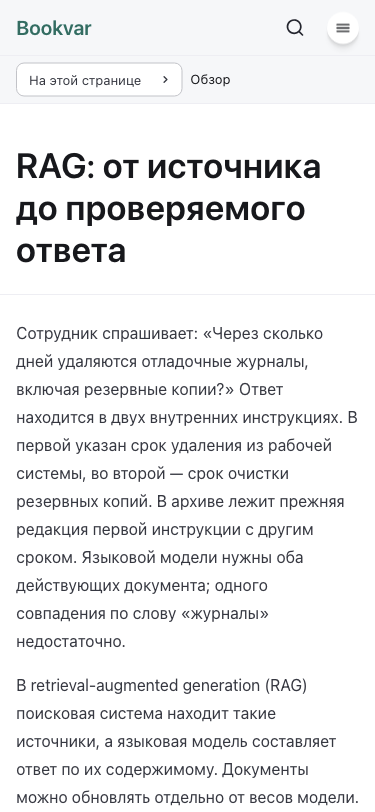 Bookvar
На этой странице
Обзор
RAG: от источника
до проверяемого
ответа
Сотрудник спрашивает: «Через сколько
дней удаляются отладочные журналы,
включая резервные копии?» Ответ
находится в двух внутренних инструкциях. В
первой указан срок удаления из рабочей
системы, во второй — срок очистки
резервных копий. В архиве лежит прежняя
редакция первой инструкции с другим
сроком. Языковой модели нужны оба
действующих документа; одного
совпадения по слову «журналы»
недостаточно.
В retrieval-augmented generation (RAG)
поисковая система находит такие
источники, а языковая модель составляет
ответ по их содержимому. Документы
можно обновлять отдельно от весов модели.